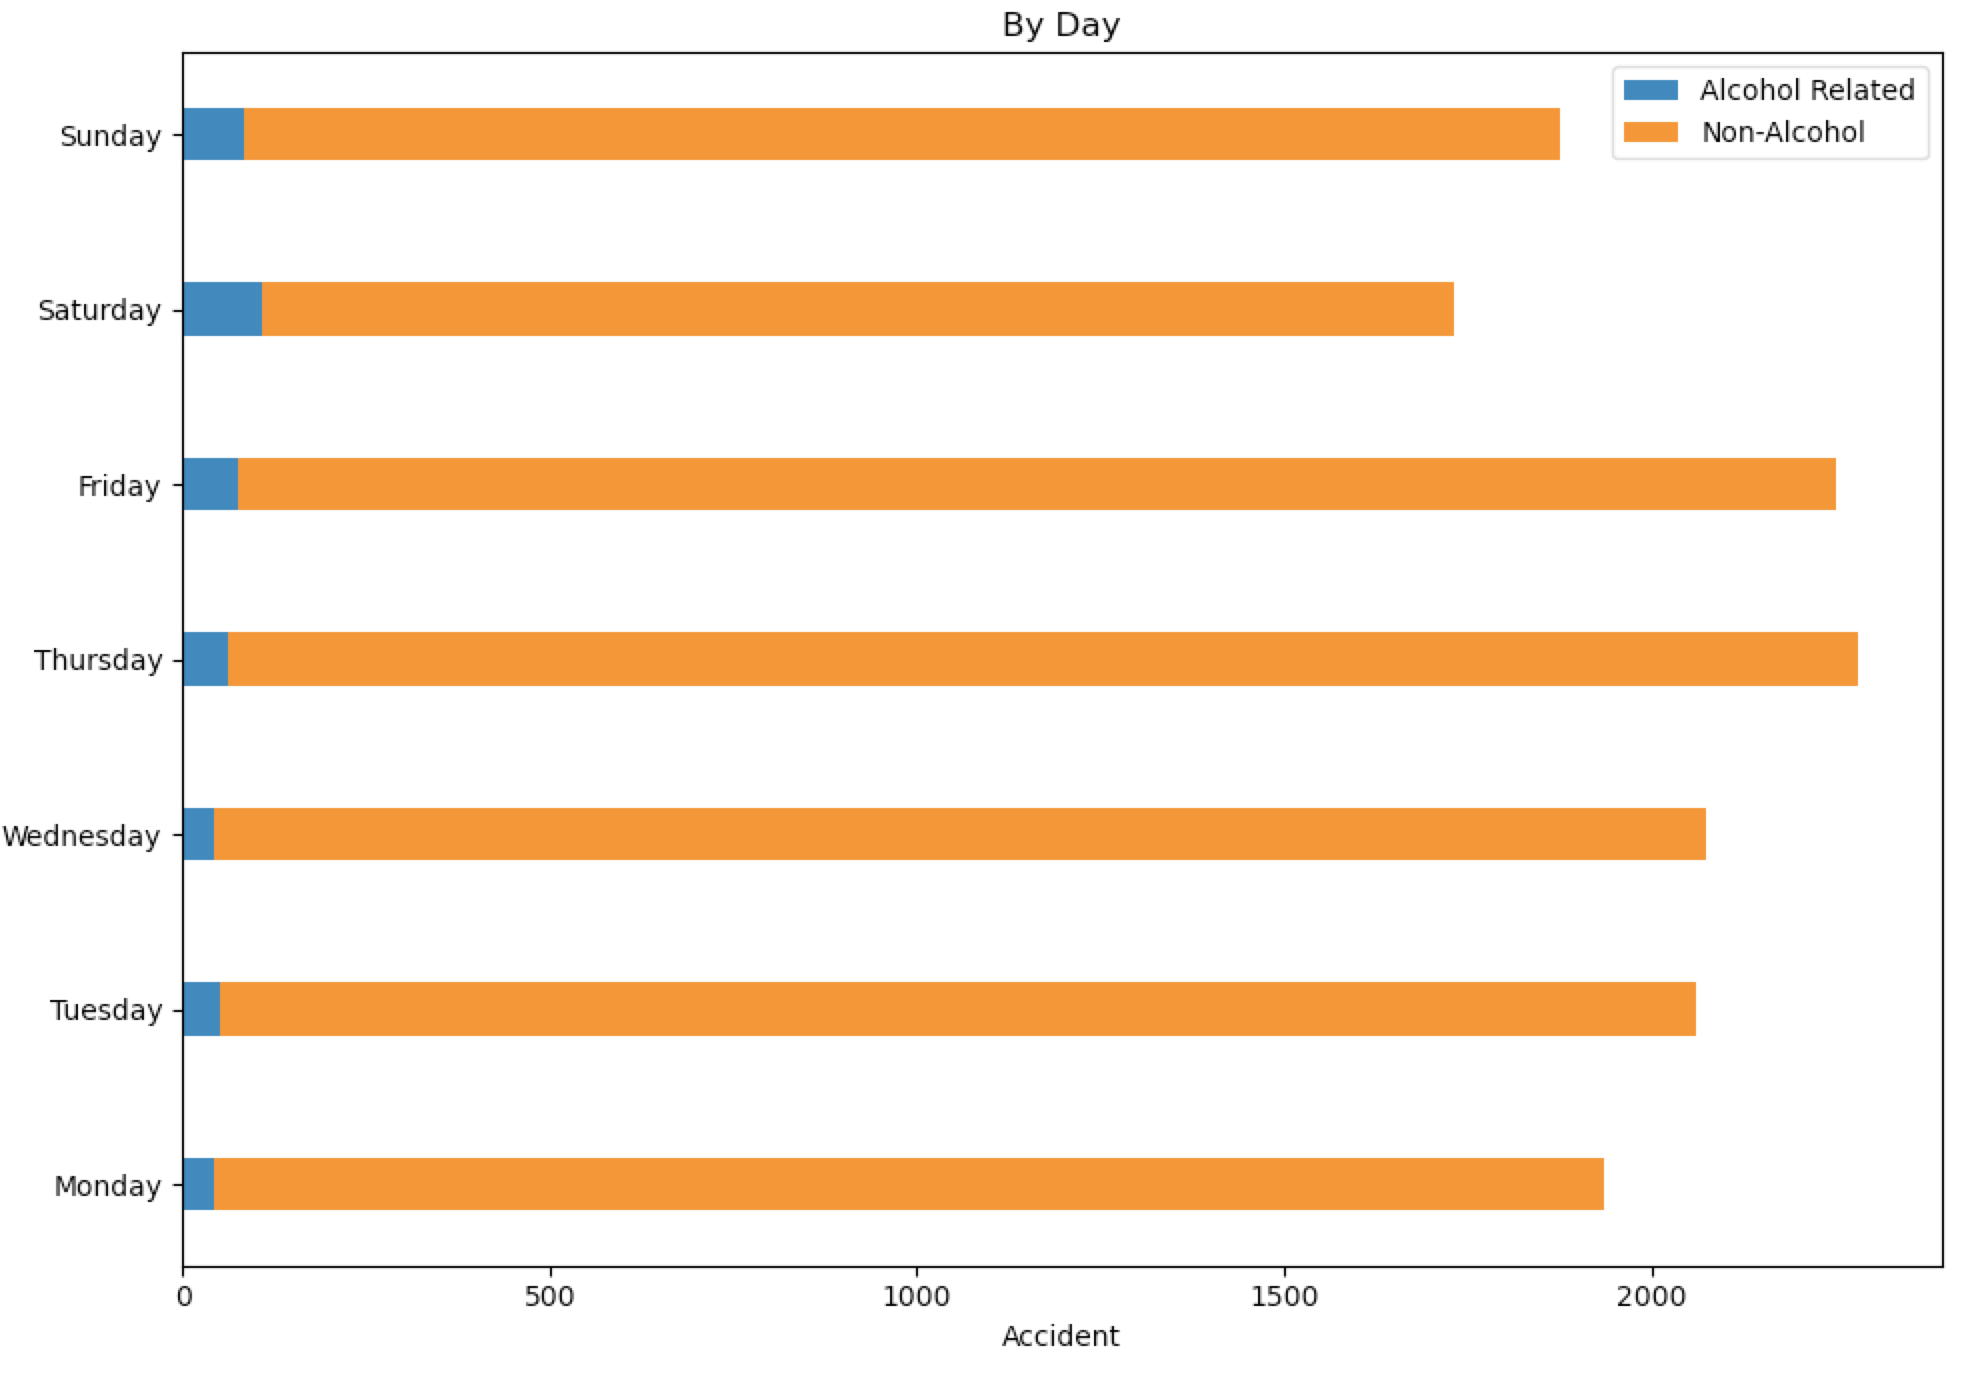 By Day
Alcohol Related
Non-Alcohol
Sunday
Saturday
Friday
Thursday
Wednesday
Tuesday
Monday
0 500 1000 1500 2000
Accident